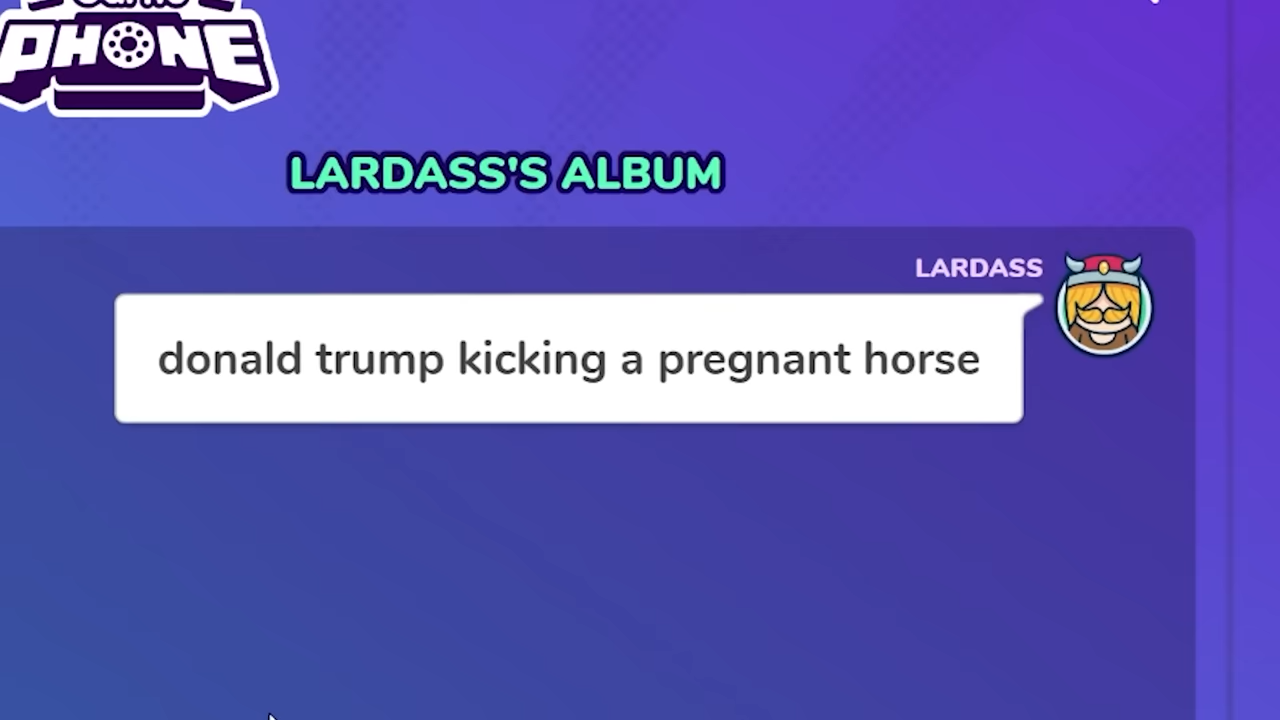 PHONE
LARDASS'S ALBUM
LARDASS
donald trump kicking a pregnant horse